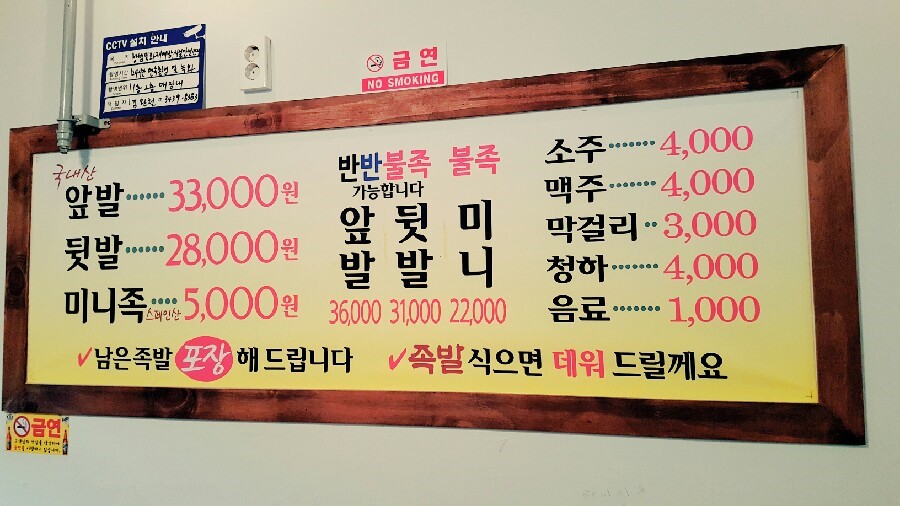 CCTV 설치 안내
금연
NO SMOKING
국내산
앞발······33,000원
뒷발······28,000원
미니족 스페인산·····5,000원
반반불족 불족
가능합니다
앞발 뒷발 미니
36,000 31,000 22,000
소주·······4,000
맥주·······4,000
막걸리··3,000
청하······4,000
음료·······1,000
✓남은족발 포장 해 드립니다
✓족발 식으면 데워 드릴께요
금연